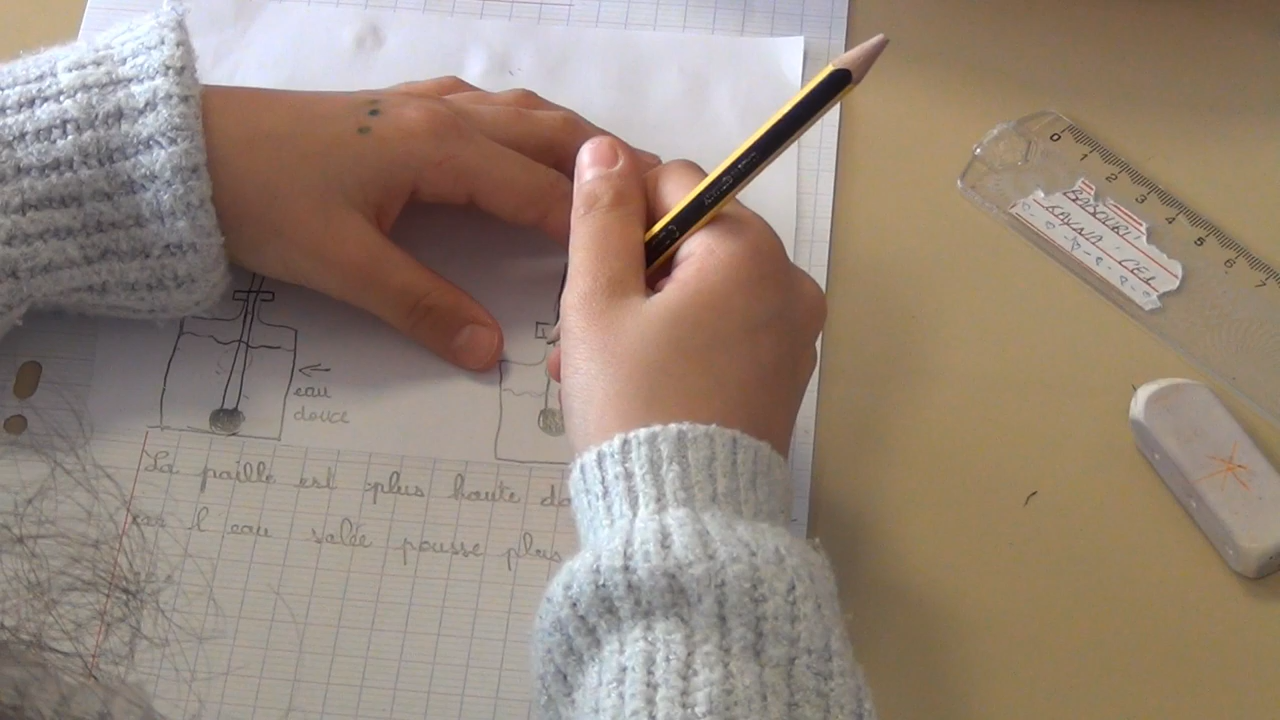 0 1 2 3 4 5 6 7
eau
douce
La paille est plus haute da
car l'eau salée pousse plus